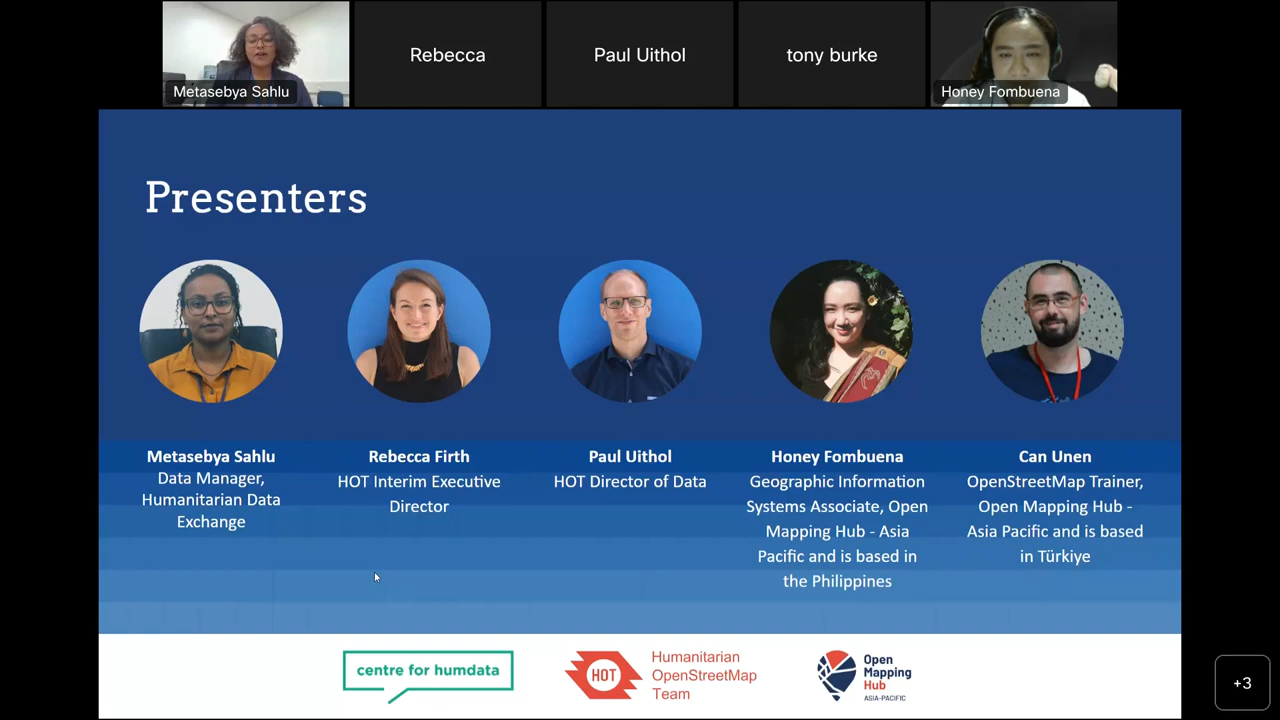 Metasebya Sahlu
Rebecca
Paul Uithol
tony burke
Honey Fombuena
Presenters
Metasebya Sahlu
Data Manager,
Humanitarian Data
Exchange
Rebecca Firth
HOT Interim Executive
Director
Paul Uithol
HOT Director of Data
Honey Fombuena
Geographic Information
Systems Associate, Open
Mapping Hub - Asia
Pacific and is based in
the Philippines
Can Unen
OpenStreetMap Trainer,
Open Mapping Hub -
Asia Pacific and is based
in Türkiye
centre for humdata
HOT
Humanitarian
OpenStreetMap
Team
Open
Mapping
Hub
ASIA-PACIFIC
+3